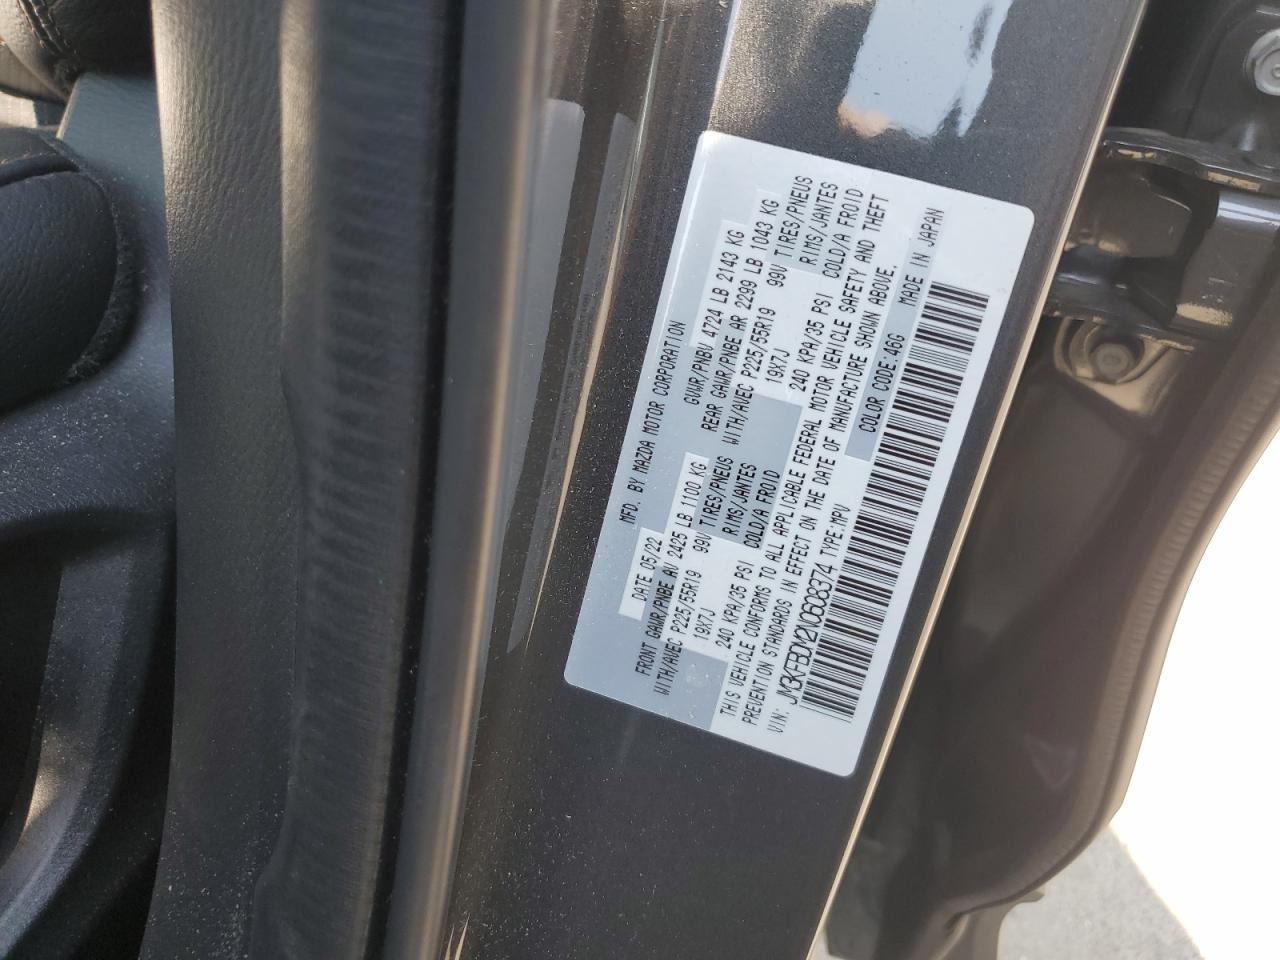 MFD. BY MAZDA MOTOR CORPORATION
DATE 05/22 GVWR/PNBV 4724 LB 2143 KG
FRONT GAWR/PNBE AV 2425 LB 1100 KG REAR GAWR/PNBE AR 2299 LB 1043 KG
WITH/AVEC P225/55R19 99V TIRES/PNEUS WITH/AVEC P225/55R19 99V TIRES/PNEUS
19X7J RIMS/JANTES 19X7J RIMS/JANTES
240 KPA/35 PSI COLD/A FROID 240 KPA/35 PSI COLD/A FROID
THIS VEHICLE CONFORMS TO ALL APPLICABLE FEDERAL MOTOR VEHICLE SAFETY AND THEFT
PREVENTION STANDARDS IN EFFECT ON THE DATE OF MANUFACTURE SHOWN ABOVE.
VIN: JM3KFBDM2N0608374 TYPE:MPV COLOR CODE:46G MADE IN JAPAN